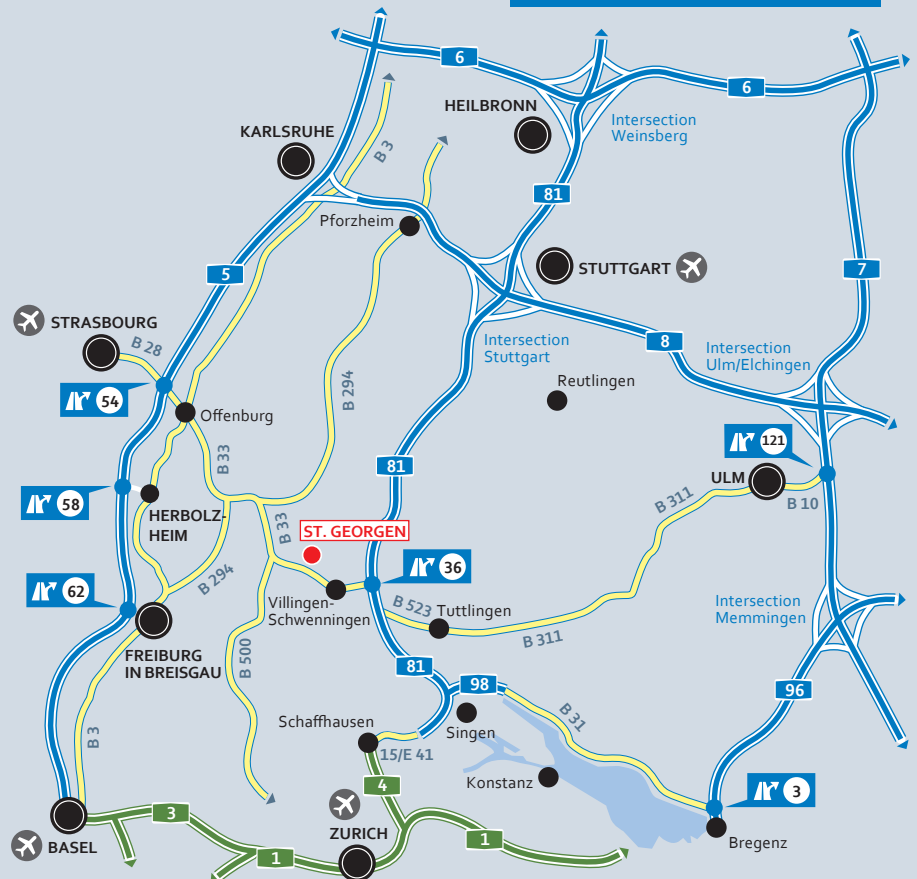 6
6
HEILBRONN
Intersection
Weinsberg
KARLSRUHE
B 3
81
Pforzheim
5
STUTTGART
7
STRASBOURG
B 28
Intersection
Stuttgart
8
Intersection
Ulm/Elchingen
B 294
Reutlingen
54
Offenburg
121
B 33
81
ULM
58
HERBOLZ-
HEIM
B 311
B 10
B 33
ST. GEORGEN
36
62
B 294
Villingen-
Schwenningen
B 523
Tuttlingen
Intersection
Memmingen
B 311
FREIBURG
IN BREISGAU
B 500
81
98
96
B 3
Schaffhausen
Singen
B 31
15/E 41
Konstanz
4
3
3
ZURICH
1
BASEL
1
Bregenz